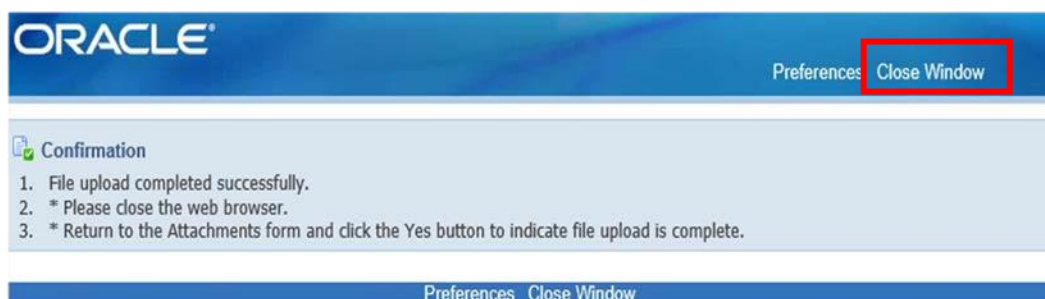 ORACLE®
Preferences Close Window
Confirmation
1. File upload completed successfully.
2. * Please close the web browser.
3. * Return to the Attachments form and click the Yes button to indicate file upload is complete.
Preferences Close Window